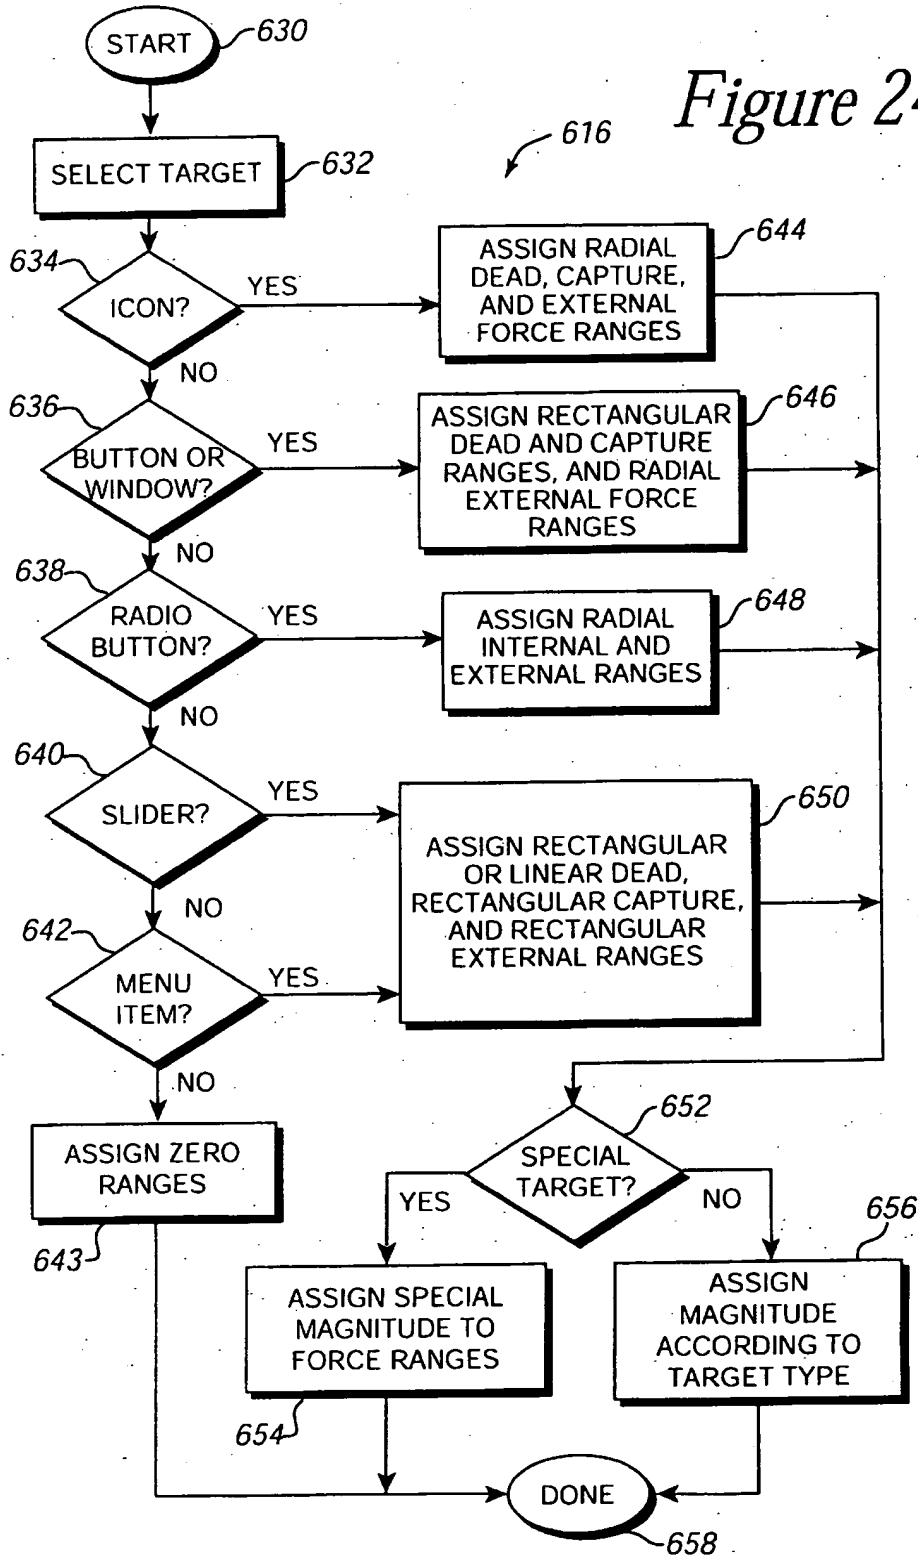 START
630
Figure 24
616
SELECT TARGET
632
634
ICON?
YES
NO
ASSIGN RADIAL
DEAD, CAPTURE,
AND EXTERNAL
FORCE RANGES
644
636
BUTTON OR
WINDOW?
YES
NO
ASSIGN RECTANGULAR
DEAD AND CAPTURE
RANGES, AND RADIAL
EXTERNAL FORCE
RANGES
646
638
RADIO
BUTTON?
YES
NO
ASSIGN RADIAL
INTERNAL AND
EXTERNAL RANGES
648
640
SLIDER?
YES
NO
ASSIGN RECTANGULAR
OR LINEAR DEAD,
RECTANGULAR CAPTURE,
AND RECTANGULAR
EXTERNAL RANGES
650
642
MENU
ITEM?
YES
NO
ASSIGN ZERO
RANGES
643
652
SPECIAL
TARGET?
YES
NO
ASSIGN SPECIAL
MAGNITUDE TO
FORCE RANGES
654
656
ASSIGN
MAGNITUDE
ACCORDING TO
TARGET TYPE
DONE
658